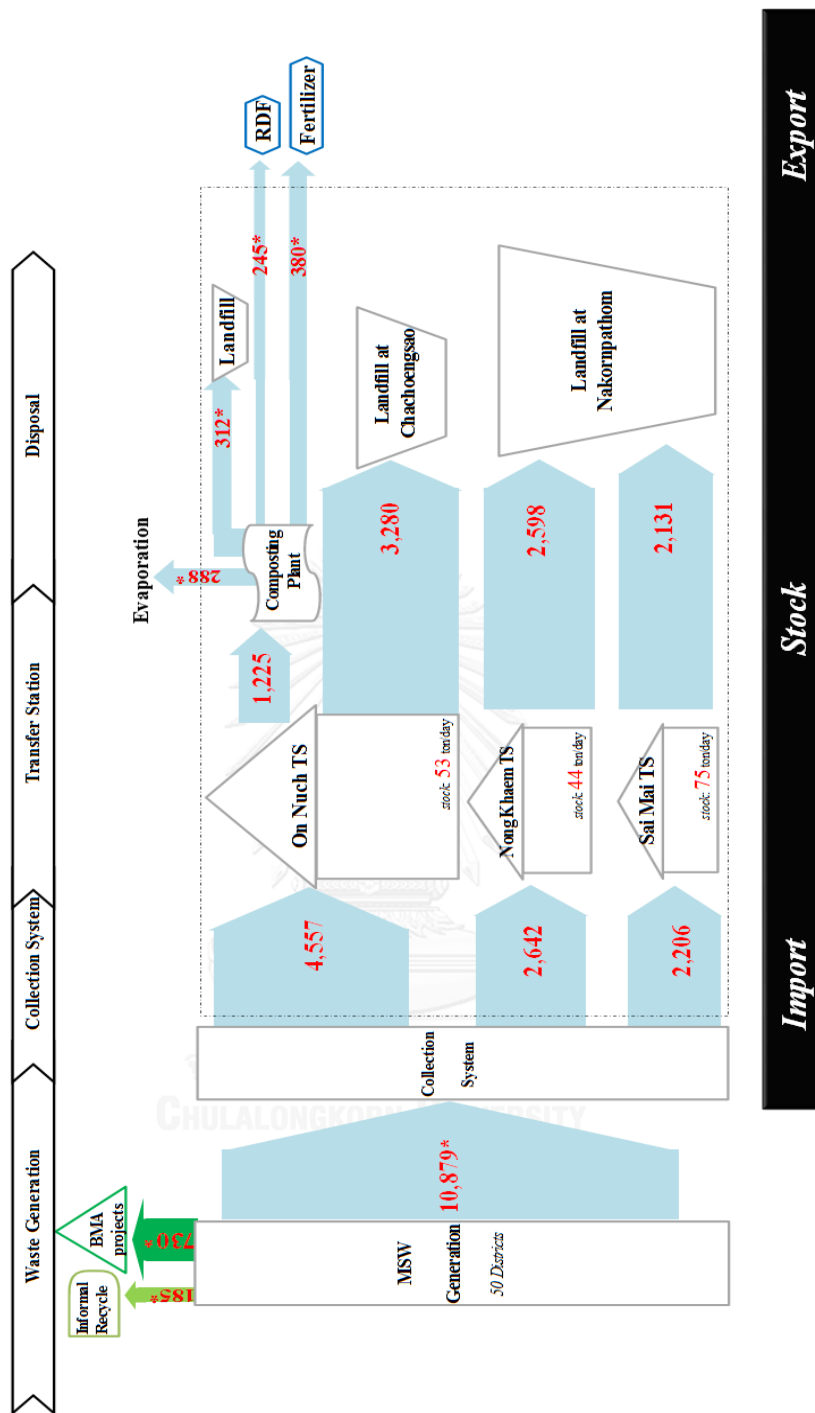 Waste Generation
Collection System
Transfer Station
Disposal
Informal
Recycle
BMA
projects
185*
730*
MSW
Generation
50 Districts
10,879*
Collection
System
4,557
2,642
2,206
On Nuch TS
stock: 53 ton/day
Nong Khaem TS
stock: 44 ton/day
Sai Mai TS
stock: 75 ton/day
1,225
Composting
Plant
Evaporation
288*
312*
Landfill
245*
RDF
380*
Fertilizer
3,280
Landfill at
Chachoengsao
2,598
2,131
Landfill at
Nakornpathom
Import
Stock
Export